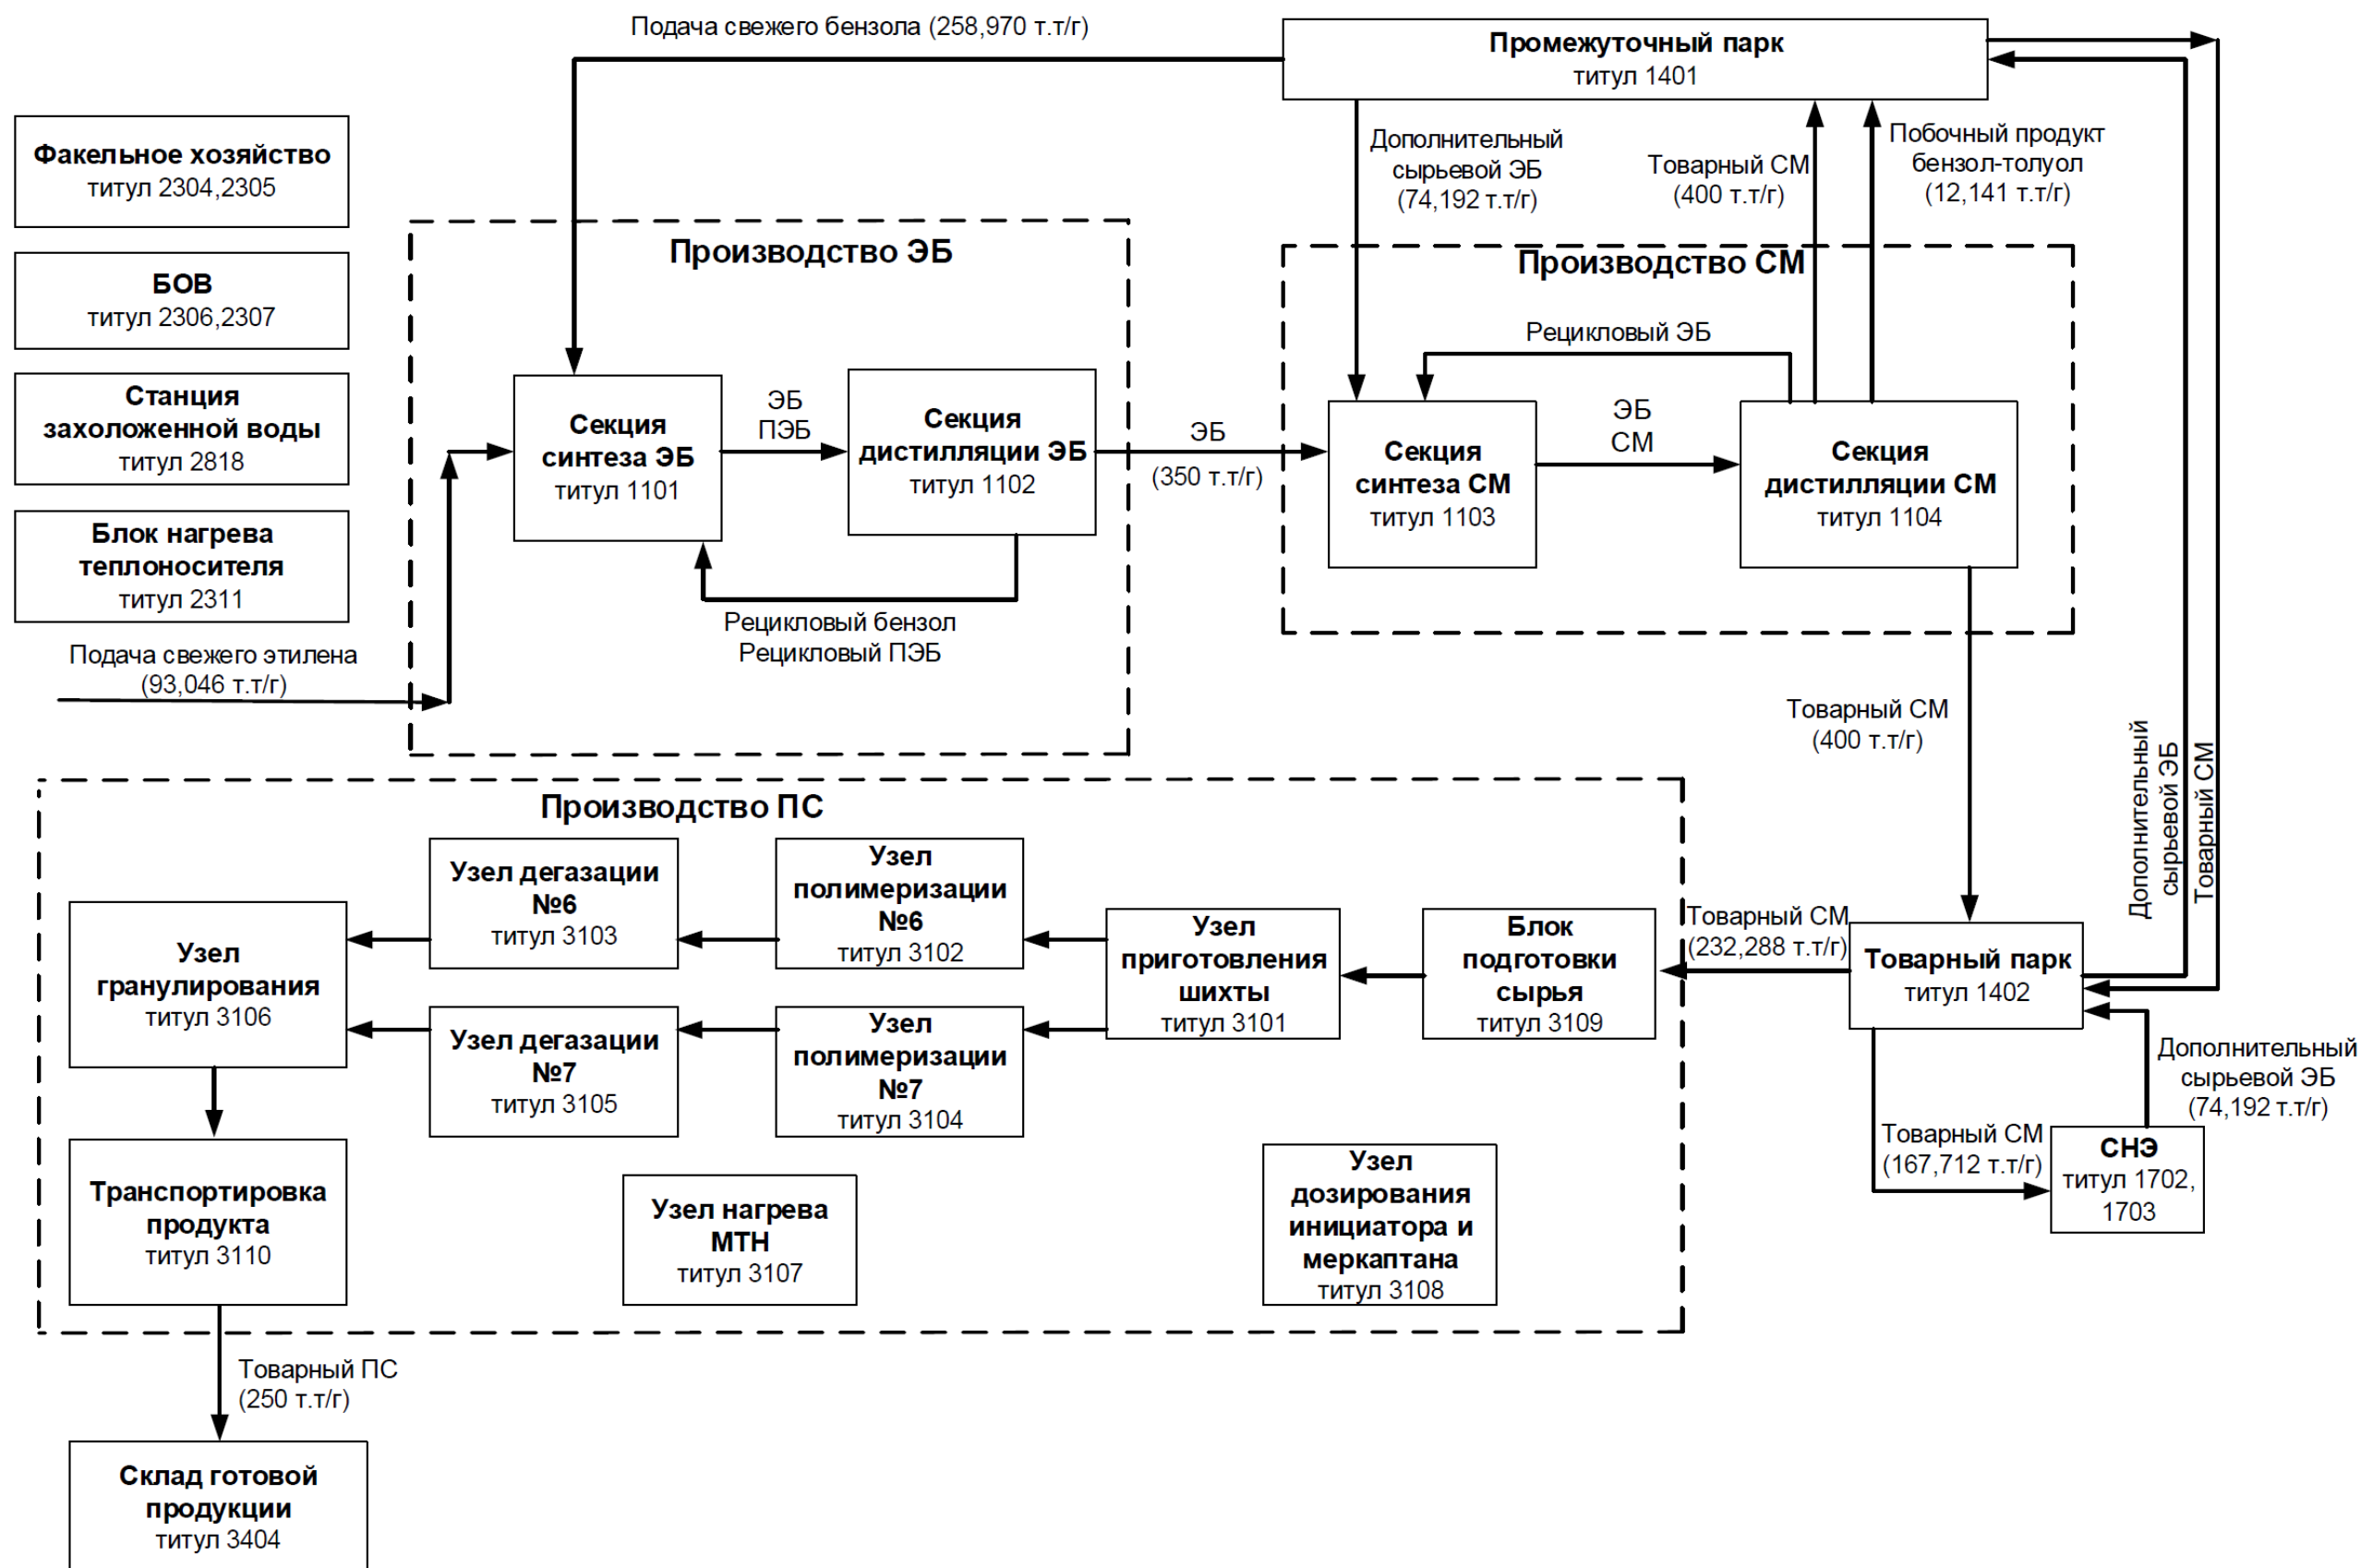 Подача свежего бензола (258,970 т.т/г)
Промежуточный парк
титул 1401
Факельное хозяйство
титул 2304,2305
БОВ
титул 2306,2307
Станция
захоложенной воды
титул 2818
Блок нагрева
теплоносителя
титул 2311
Подача свежего этилена
(93,046 т.т/г)
Дополнительный
сырьевой ЭБ
(74,192 т.т/г)
Товарный СМ
(400 т.т/г)
Побочный продукт
бензол-толуол
(12,141 т.т/г)
Производство ЭБ
Секция
синтеза ЭБ
титул 1101
ЭБ
ПЭБ
Секция
дистилляции ЭБ
титул 1102
Рецикловый бензол
Рецикловый ПЭБ
ЭБ
(350 т.т/г)
Производство СМ
Рецикловый ЭБ
Секция
синтеза СМ
титул 1103
ЭБ
СМ
Секция
дистилляции СМ
титул 1104
Товарный СМ
(400 т.т/г)
Дополнительный
сырьевой ЭБ
Товарный СМ
Производство ПС
Узел
гранулирования
титул 3106
Узел дегазации
№6
титул 3103
Узел
полимеризации
№6
титул 3102
Узел дегазации
№7
титул 3105
Узел
полимеризации
№7
титул 3104
Узел
приготовления
шихты
титул 3101
Блок
подготовки
сырья
титул 3109
Товарный СМ
(232,288 т.т/г)
Товарный парк
титул 1402
Дополнительный
сырьевой ЭБ
(74,192 т.т/г)
Товарный СМ
(167,712 т.т/г)
СНЭ
титул 1702,
1703
Транспортировка
продукта
титул 3110
Узел нагрева
МТН
титул 3107
Узел
дозирования
инициатора и
меркаптана
титул 3108
Товарный ПС
(250 т.т/г)
Склад готовой
продукции
титул 3404